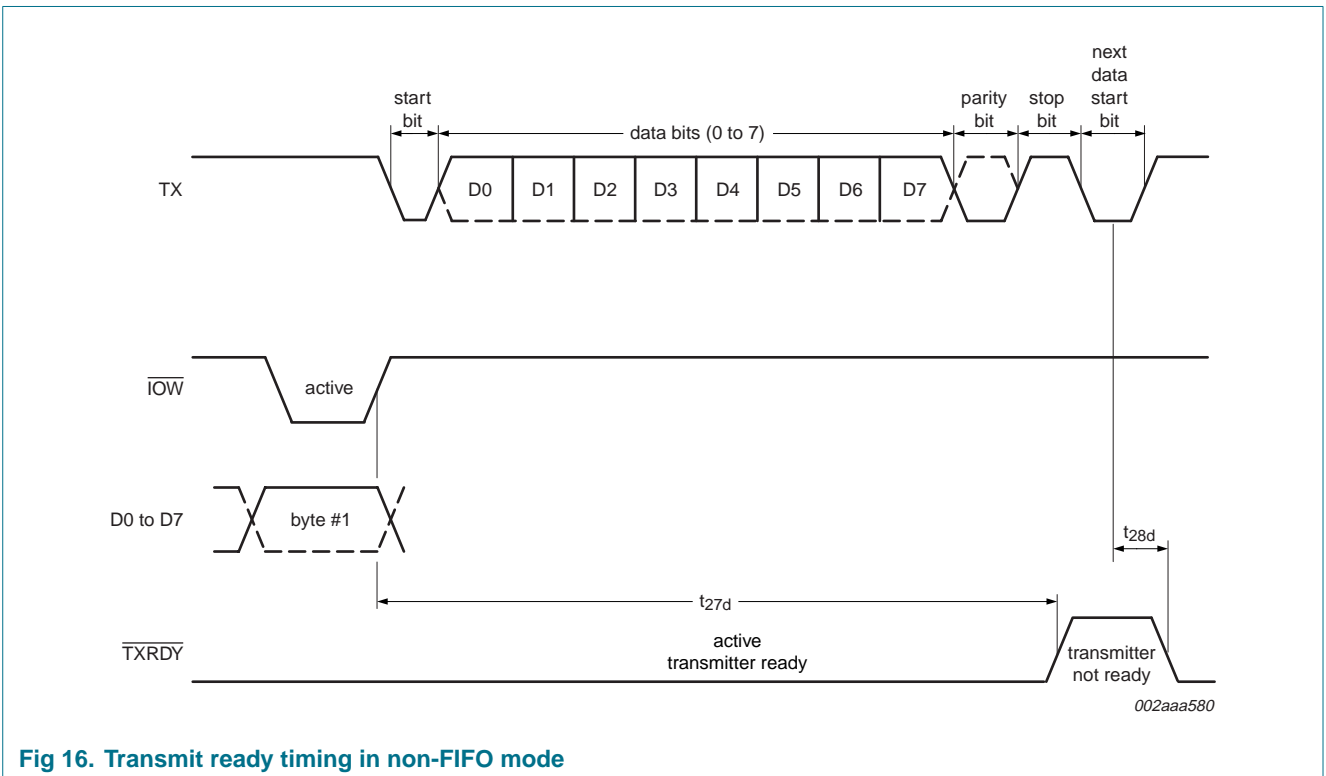 next
data
start
bit
start
bit
parity
bit
stop
bit
data bits (0 to 7)
TX
D0 D1 D2 D3 D4 D5 D6 D7
IOW
active
D0 to D7
byte #1
t28d
t27d
TXRDY
active
transmitter ready
transmitter
not ready
002aaa580
Fig 16. Transmit ready timing in non-FIFO mode